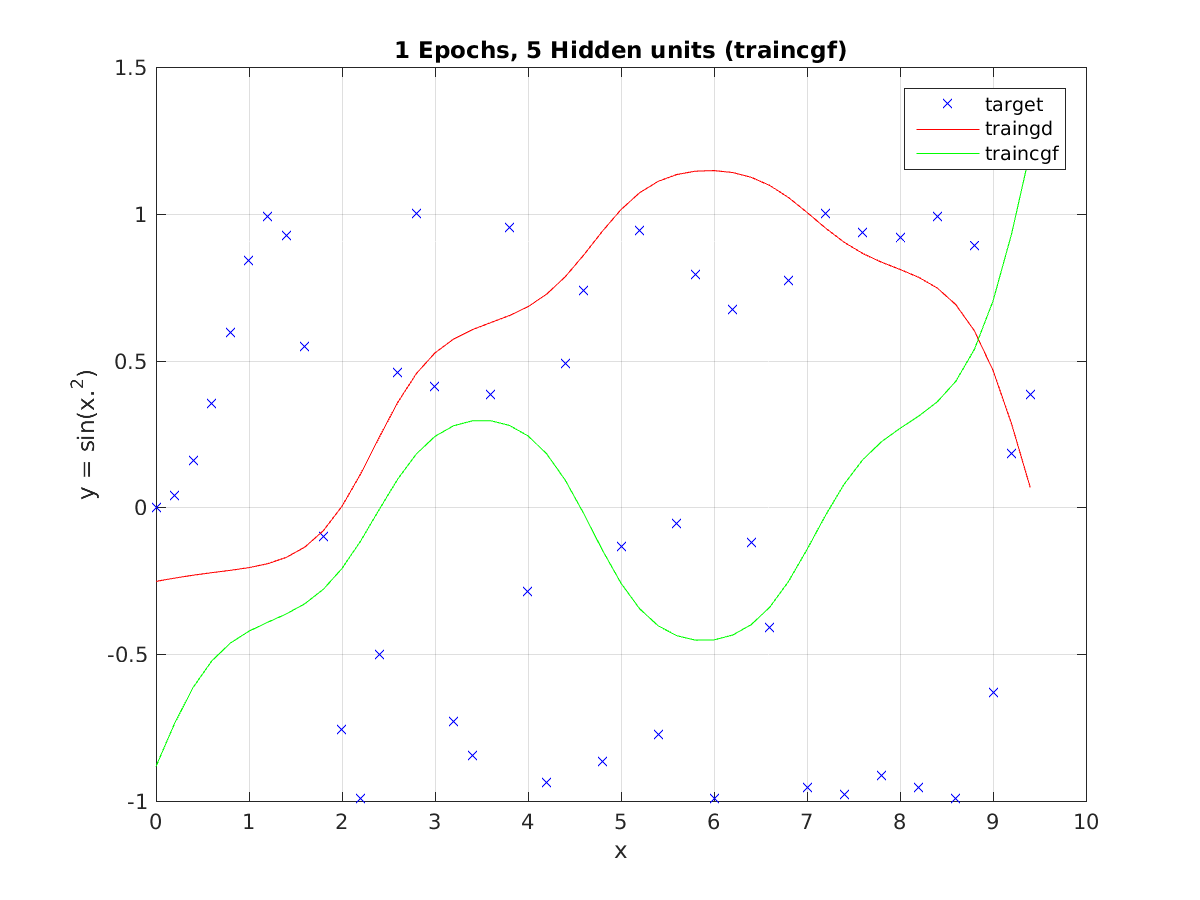 1 Epochs, 5 Hidden units (traincgf)
1.5
1
0.5
0
-0.5
-1
y = sin(x.²)
target
traingd
traincgf
0 1 2 3 4 5 6 7 8 9 10
x